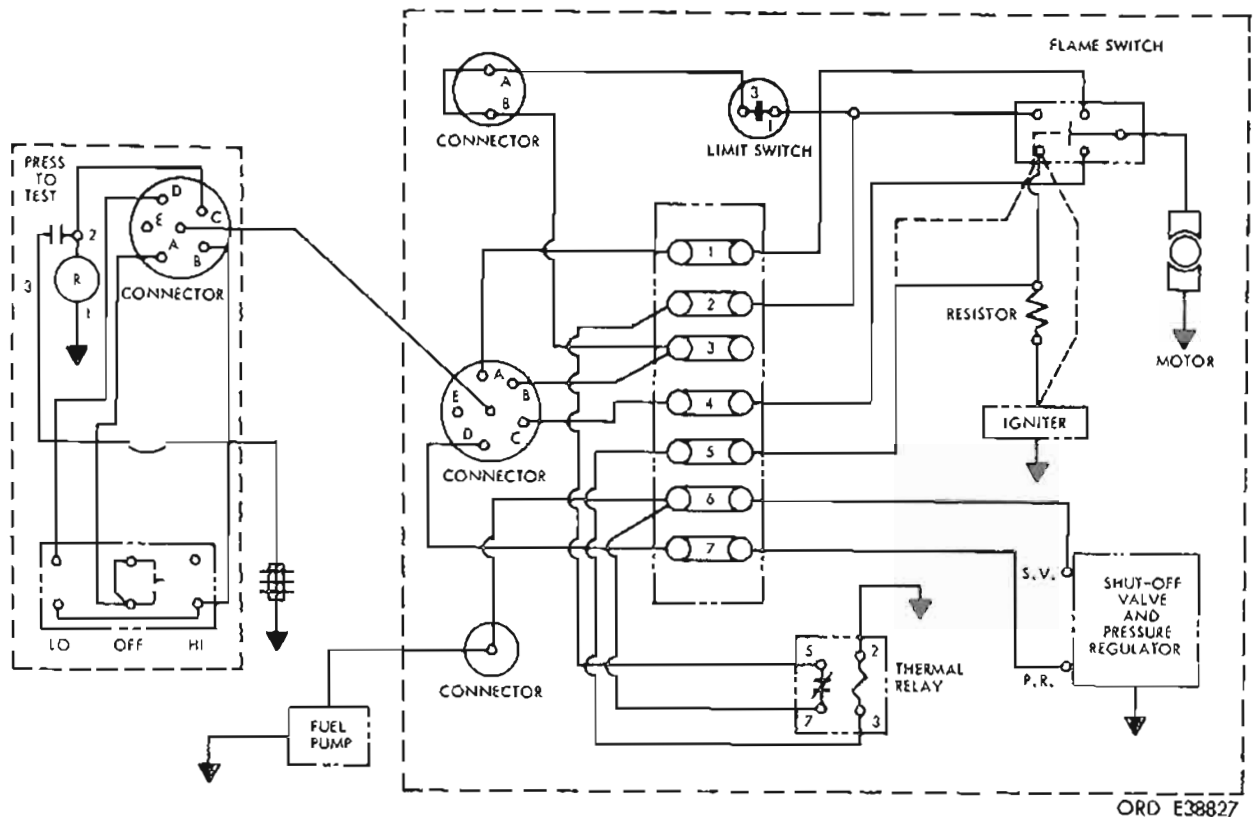 FLAME SWITCH
A
B
CONNECTOR
3
1
LIMIT SWITCH
PRESS
TO
TEST
D
C
E
A
A
B
2
R
3
1
CONNECTOR
1
2
3
4
5
6
7
RESISTOR
MOTOR
IGNITER
A
B
E
C
D
CONNECTOR
LO
OFF
HI
CONNECTOR
FUEL
PUMP
5
2
7
3
THERMAL
RELAY
S.V.
P.R.
SHUT-OFF
VALVE
AND
PRESSURE
REGULATOR
ORD E38827